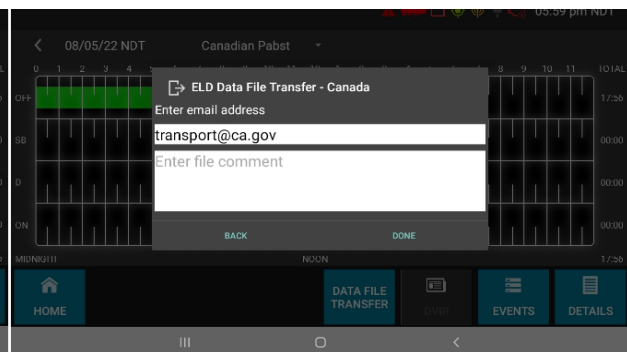 05:59 pm NDT
08/05/22 NDT
Canadian Pabst
0 1 2 3 4 8 9 10 11 TOTAL
ELD Data File Transfer - Canada
Enter email address
transport@ca.gov
Enter file comment
BACK
DONE
OFF
17:56
SB
00:00
D
00:00
ON
00:00
MIDNIGHT
NOON
17:56
HOME
DATA FILE
TRANSFER
DVIR
EVENTS
DETAILS